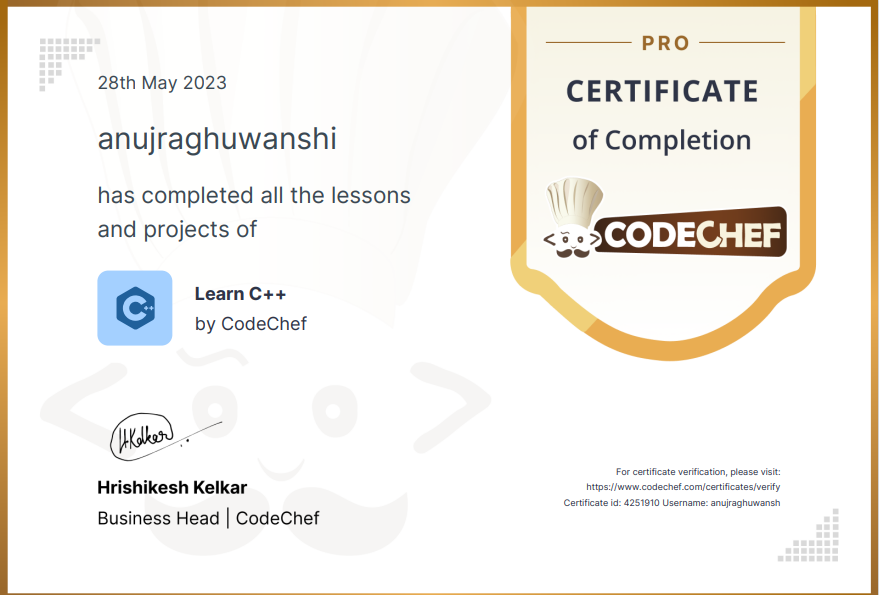 PRO
CERTIFICATE
of Completion
CODECHEF
28th May 2023
anujraghuwanshi
has completed all the lessons
and projects of
C++
Learn C++
by CodeChef
HKelkar
Hrishikesh Kelkar
Business Head | CodeChef
For certificate verification, please visit:
https://www.codechef.com/certificates/verify
Certificate id: 4251910 Username: anujraghuwansh